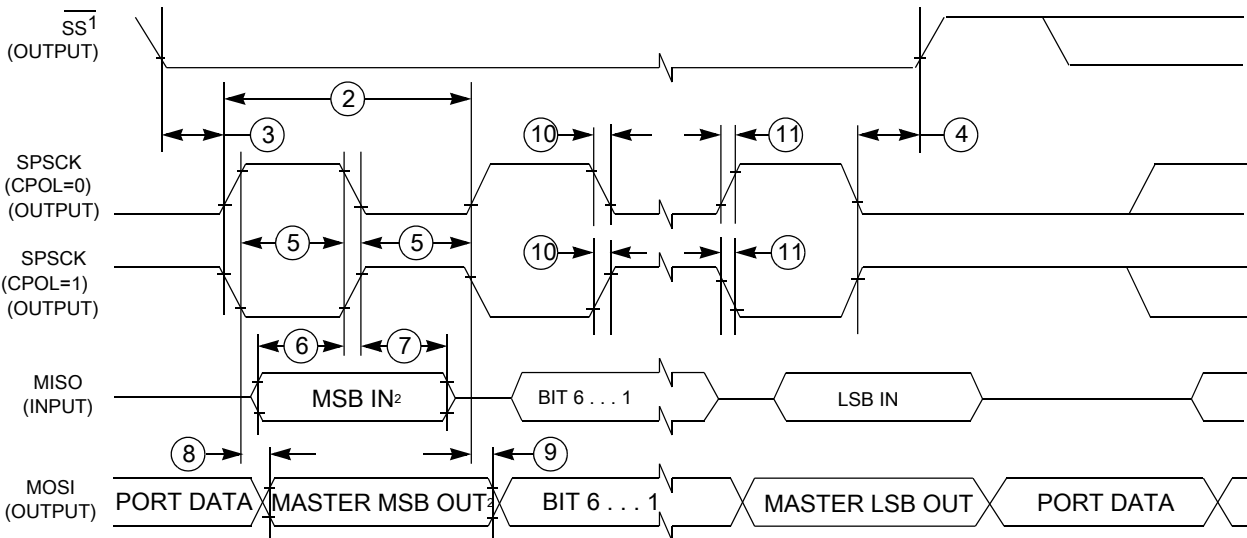 SS¹
(OUTPUT)
2
3
10
11
4
SPSCK
(CPOL=0)
(OUTPUT)
5
5
SPSCK
(CPOL=1)
(OUTPUT)
10
11
6
7
MISO
(INPUT)
MSB IN²
BIT 6 . . . 1
LSB IN
8
9
MOSI
(OUTPUT)
PORT DATA
MASTER MSB OUT²
BIT 6 . . . 1
MASTER LSB OUT
PORT DATA